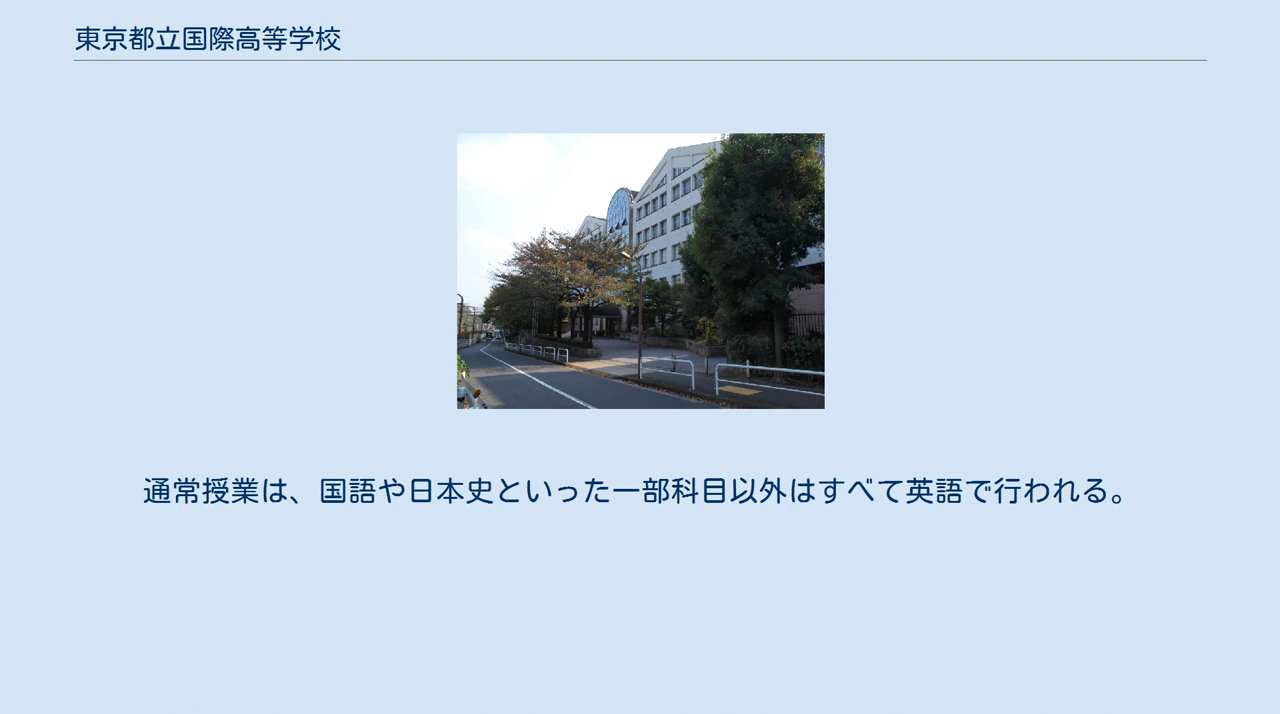 東京都立国際高等学校
通常授業は、国語や日本史といった一部科目以外はすべて英語で行われる。